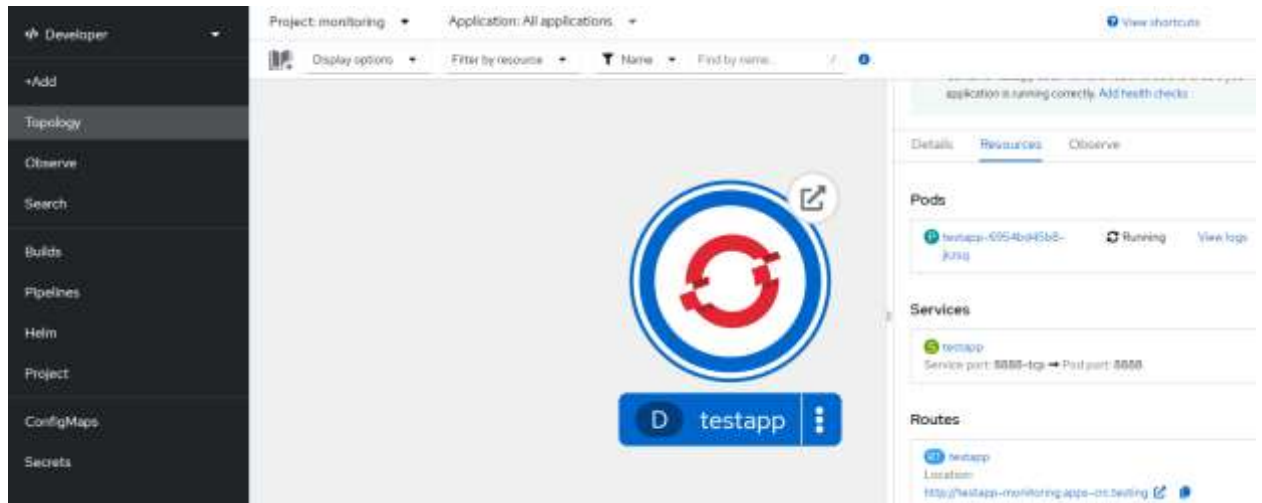 Developer
+Add
Topology
Observe
Search
Builds
Pipelines
Helm
Project
ConfigMaps
Secrets
Project: monitoring
Application: All applications
View shortcuts
Display options
Filter by resource
Name
Find by name...
/
application is running correctly. Add health checks
Details Resources Observe
Pods
P
Running
View logs
Services
S testapp
Service port: 8888-tcp → Pod port: 8888
Routes
RT testapp
Location:
D testapp